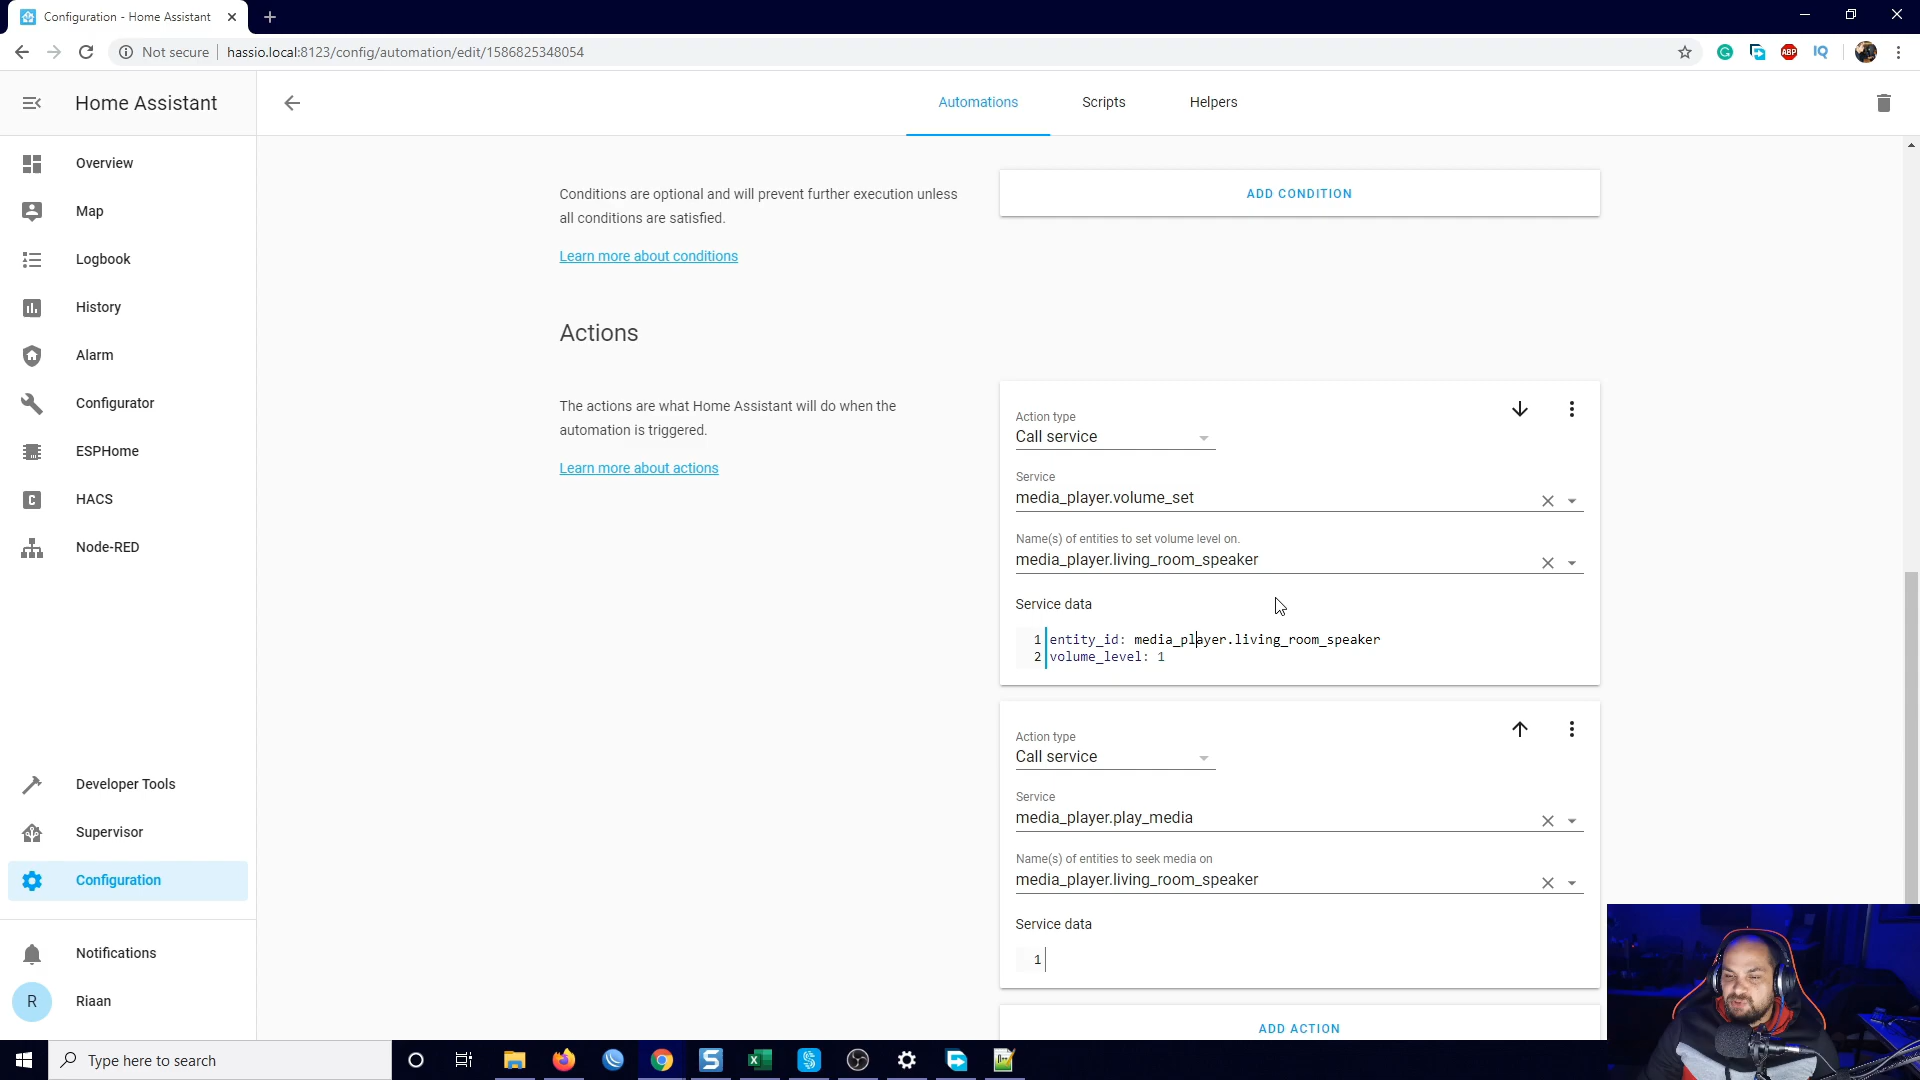 Configuration - Home Assistant
Not secure
hassio.local:8123/config/automation/edit/1586825348054
ABP
IQ
Home Assistant
Automations
Scripts
Helpers
Overview
Map
Logbook
History
Alarm
Configurator
ESPHome
HACS
Node-RED
Developer Tools
Supervisor
Configuration
Notifications
R
Riaan
Conditions are optional and will prevent further execution unless
all conditions are satisfied.
Learn more about conditions
ADD CONDITION
Actions
The actions are what Home Assistant will do when the
automation is triggered.
Learn more about actions
Action type
Call service
Service
media_player.volume_set
Name(s) of entities to set volume level on.
media_player.living_room_speaker
Service data
1 entity_id: media_player.living_room_speaker
2 volume_level: 1
Action type
Call service
Service
media_player.play_media
Name(s) of entities to seek media on
media_player.living_room_speaker
Service data
1
ADD ACTION
Type here to search